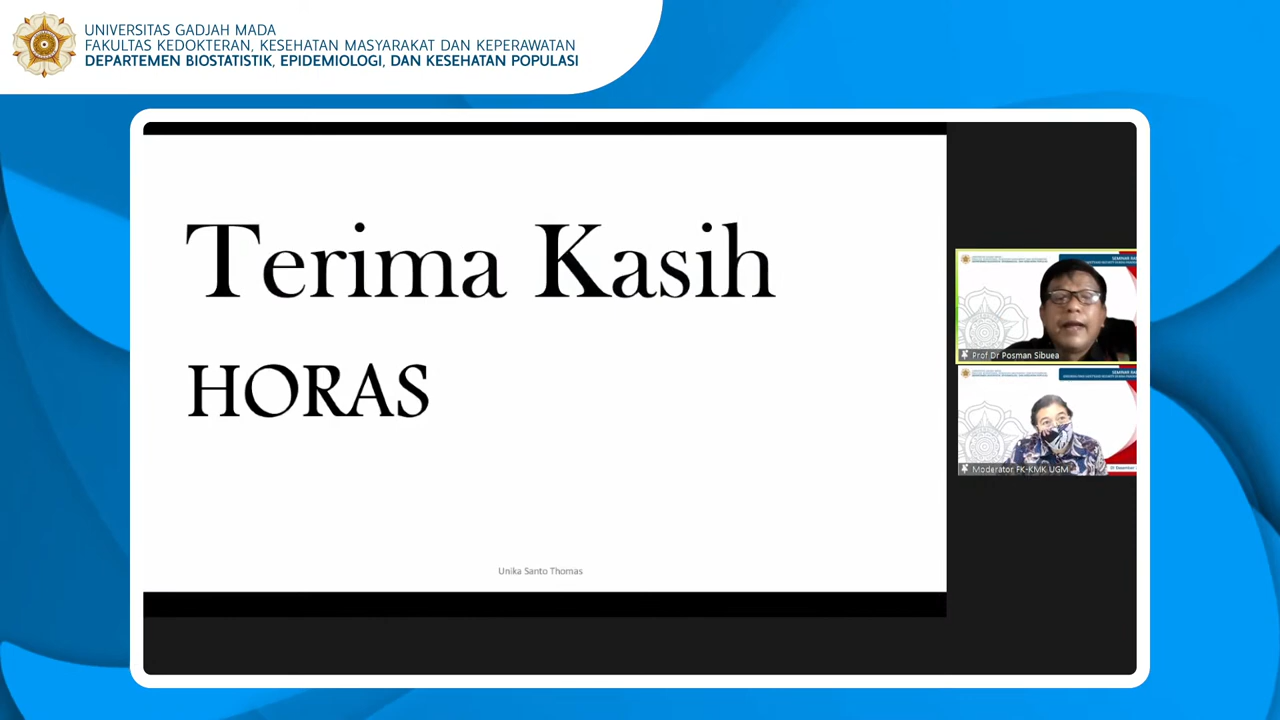 UNIVERSITAS GADJAH MADA
FAKULTAS KEDOKTERAN, KESEHATAN MASYARAKAT DAN KEPERAWATAN
DEPARTEMEN BIOSTATISTIK, EPIDEMIOLOGI, DAN KESEHATAN POPULASI
Terima Kasih
HORAS
Unika Santo Thomas
Prof Dr Posman Sibuea
Moderator FK-KMK UGM